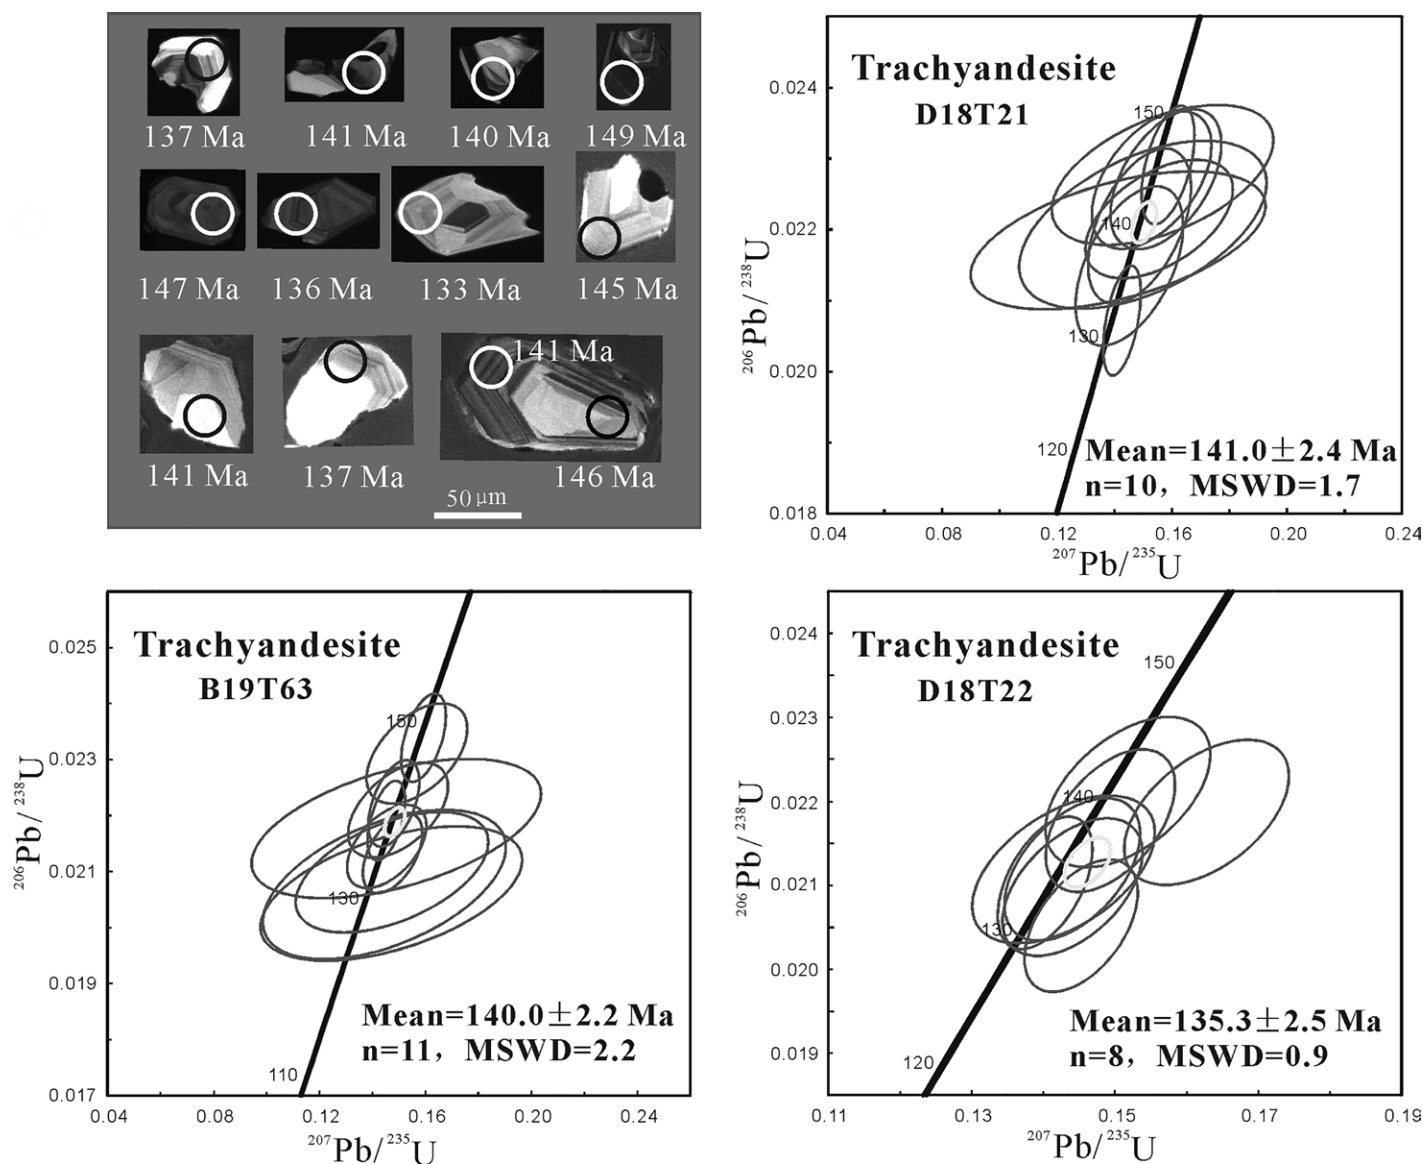 137 Ma
141 Ma
140 Ma
149 Ma
147 Ma
136 Ma
133 Ma
145 Ma
141 Ma
141 Ma
137 Ma
146 Ma
50 μm
Trachyandesite
D18T21
150
140
130
120
Mean=141.0±2.4 Ma
n=10, MSWD=1.7
0.024
0.022
0.020
0.018
0.04
0.08
0.12
0.16
0.20
0.24
²⁰⁶Pb/²³⁸U
²⁰⁷Pb/²³⁵U
Trachyandesite
B19T63
150
130
110
Mean=140.0±2.2 Ma
n=11, MSWD=2.2
0.025
0.023
0.021
0.019
0.017
0.04
0.08
0.12
0.16
0.20
0.24
²⁰⁶Pb/²³⁸U
²⁰⁷Pb/²³⁵U
Trachyandesite
D18T22
150
140
130
120
Mean=135.3±2.5 Ma
n=8, MSWD=0.9
0.024
0.023
0.022
0.021
0.020
0.019
0.11
0.13
0.15
0.17
0.19
²⁰⁶Pb/²³⁸U
²⁰⁷Pb/²³⁵U